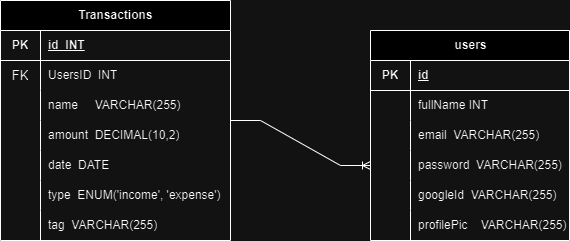 Transactions
PK id INT
FK UsersID INT
name VARCHAR(255)
amount DECIMAL(10,2)
date DATE
type ENUM('income', 'expense')
tag VARCHAR(255)
users
PK id
fullName INT
email VARCHAR(255)
password VARCHAR(255)
googleId VARCHAR(255)
profilePic VARCHAR(255)